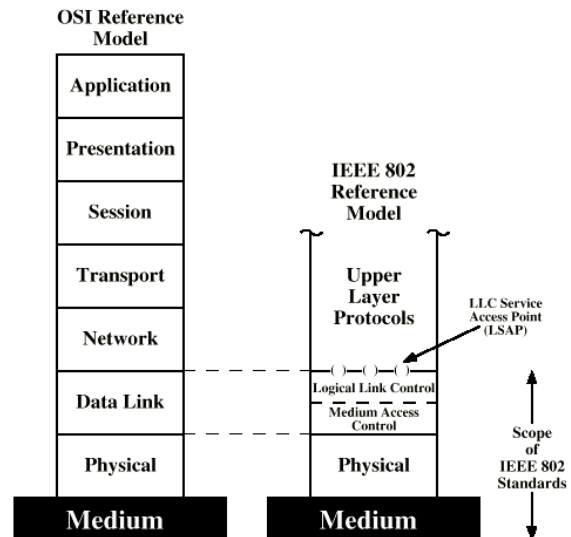 OSI Reference
Model
Application
Presentation
Session
Transport
Network
Data Link
Physical
Medium
IEEE 802
Reference
Model
Upper
Layer
Protocols
LLC Service
Access Point
(LSAP)
Logical Link Control
Medium Access
Control
Physical
Medium
Scope
of
IEEE 802
Standards